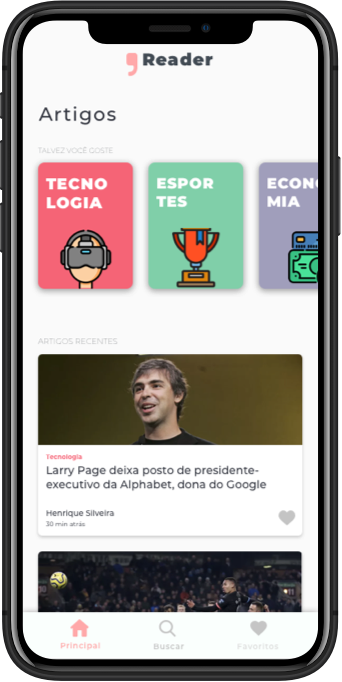 Reader
Artigos
TALVEZ VOCÊ GOSTE
TECNO
LOGIA
ESPOR
TES
ECONO
MIA
ARTIGOS RECENTES
Tecnologia
Larry Page deixa posto de presidente-
executivo da Alphabet, dona do Google
Henrique Silveira
30 min atrás
Principal
Buscar
Favoritos